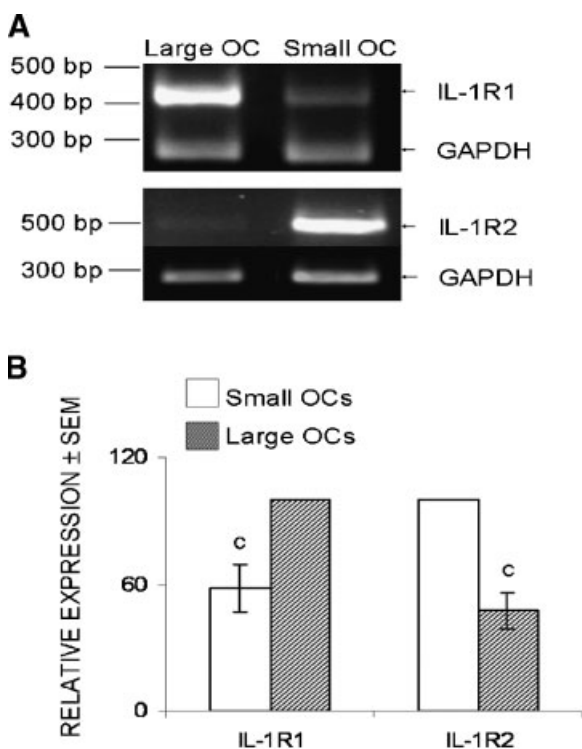 A
Large OC Small OC
500 bp
400 bp
300 bp
IL-1R1
GAPDH
500 bp
300 bp
IL-1R2
GAPDH
B
Small OCs
Large OCs
RELATIVE EXPRESSION ± SEM
120
60
0
c
c
IL-1R1 IL-1R2